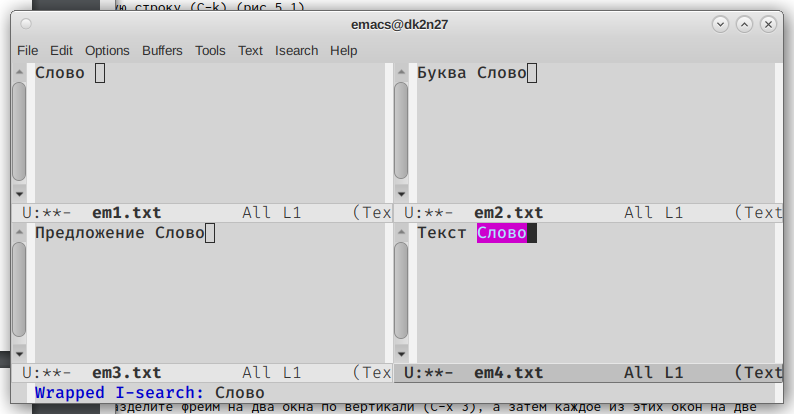 ую строку (C-k) (рис 5.1)
emacs@dk2n27
File Edit Options Buffers Tools Text Isearch Help
Слово
Буква Слово
U:**- em1.txt All L1 (Tex
U:**- em2.txt All L1 (Text
Предложение Слово
Текст Слово
U:**- em3.txt All L1 (Tex
U:**- em4.txt All L1 (Text
Wrapped I-search: Слово
азделите фрейм на два окна по вертикали (C-x 3), а затем каждое из этих окон на две